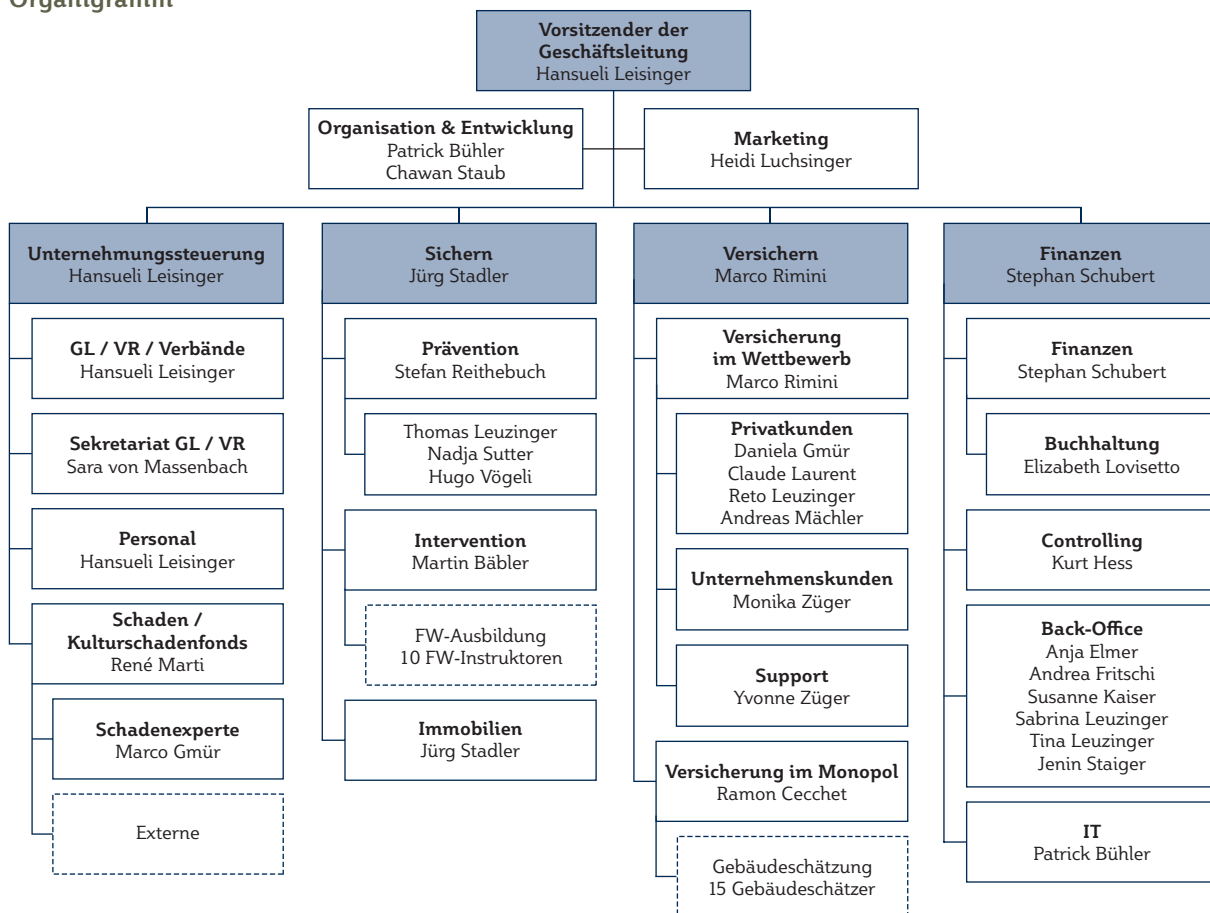 Organigramm
Vorsitzender der
Geschäftsleitung
Hansueli Leisinger
Organisation & Entwicklung
Patrick Bühler
Chawan Staub
Marketing
Heidi Luchsinger
Unternehmungssteuerung
Hansueli Leisinger
GL / VR / Verbände
Hansueli Leisinger
Sekretariat GL / VR
Sara von Massenbach
Personal
Hansueli Leisinger
Schaden /
Kulturschadenfonds
René Marti
Schadenexperte
Marco Gmür
Externe
Sichern
Jürg Stadler
Prävention
Stefan Reithebuch
Thomas Leuzinger
Nadja Sutter
Hugo Vögeli
Intervention
Martin Bäbler
FW-Ausbildung
10 FW-Instruktoren
Immobilien
Jürg Stadler
Versichern
Marco Rimini
Versicherung
im Wettbewerb
Marco Rimini
Privatkunden
Daniela Gmür
Claude Laurent
Reto Leuzinger
Andreas Mächler
Unternehmenskunden
Monika Züger
Support
Yvonne Züger
Versicherung im Monopol
Ramon Cecchet
Gebäudeschätzung
15 Gebäudeschätzer
Finanzen
Stephan Schubert
Finanzen
Stephan Schubert
Buchhaltung
Elizabeth Lovisetto
Controlling
Kurt Hess
Back-Office
Anja Elmer
Andrea Fritschi
Susanne Kaiser
Sabrina Leuzinger
Tina Leuzinger
Jenin Staiger
IT
Patrick Bühler